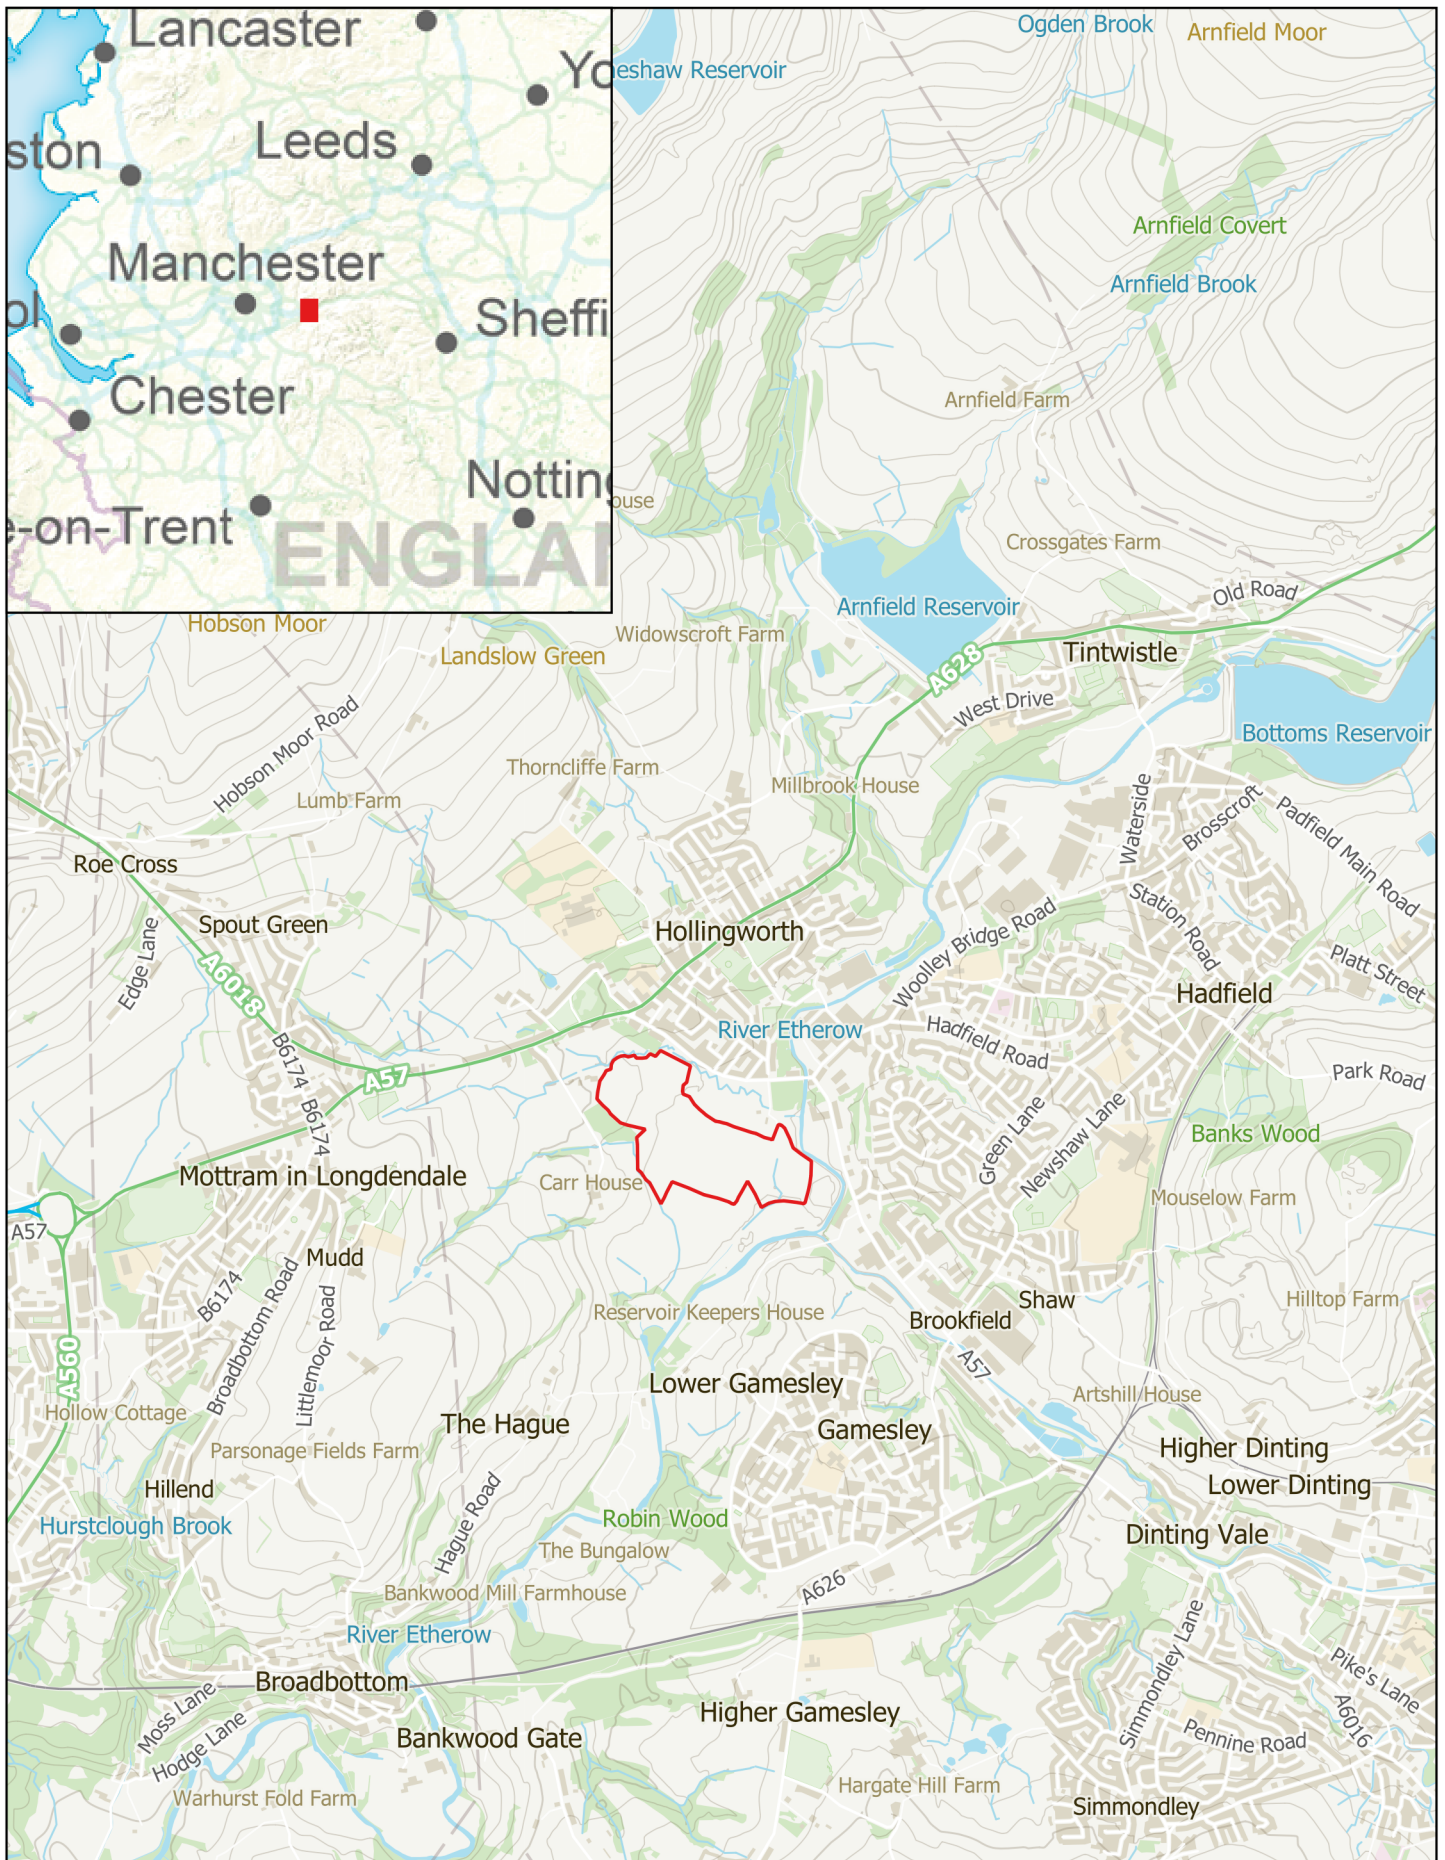 Lancaster
Yo
ston
Leeds
Manchester
ol
Sheffi
Chester
Notting
e-on-Trent
ENGLA
Ogden Brook
Arnfield Moor
eshaw Reservoir
Arnfield Covert
Arnfield Brook
Arnfield Farm
ouse
Crossgates Farm
Old Road
Arnfield Reservoir
Hobson Moor
Widowscroft Farm
Landslow Green
Tintwistle
A628
West Drive
Bottoms Reservoir
Hobson Moor Road
Thorncliffe Farm
Millbrook House
Lumb Farm
Waterside
Brosscroft
Padfield Main Road
Roe Cross
Spout Green
Hollingworth
Edge Lane
A6018
Woolley Bridge Road
Station Road
Platt Street
Hadfield
River Etherow
Hadfield Road
B6174
A57
Park Road
B6174
Green Lane
Newshaw Lane
Banks Wood
Mottram in Longdendale
Carr House
Mouselow Farm
A57
Mudd
B6174
Broadbottom Road
Littlemoor Road
Reservoir Keepers House
Shaw
Hilltop Farm
Brookfield
A560
A57
Lower Gamesley
Artshill House
Hollow Cottage
The Hague
Gamesley
Parsonage Fields Farm
Higher Dinting
Hillend
Lower Dinting
Hurstclough Brook
Hague Road
Robin Wood
Dinting Vale
The Bungalow
Bankwood Mill Farmhouse
A626
River Etherow
Simmondley Lane
Broadbottom
Pike's Lane
Moss Lane
Higher Gamesley
A6016
Hodge Lane
Bankwood Gate
Pennine Road
Warhurst Fold Farm
Hargate Hill Farm
Simmondley